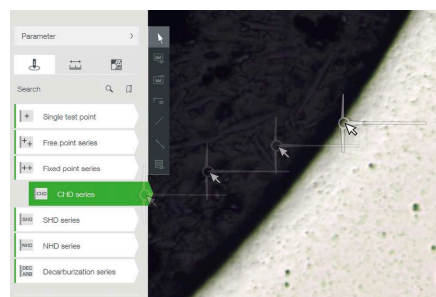 Parameter
Search
Single test point
Free point series
Fixed point series
CHD CHD series
SHD SHD series
NHD NHD series
DEC
ARB Decarburization series